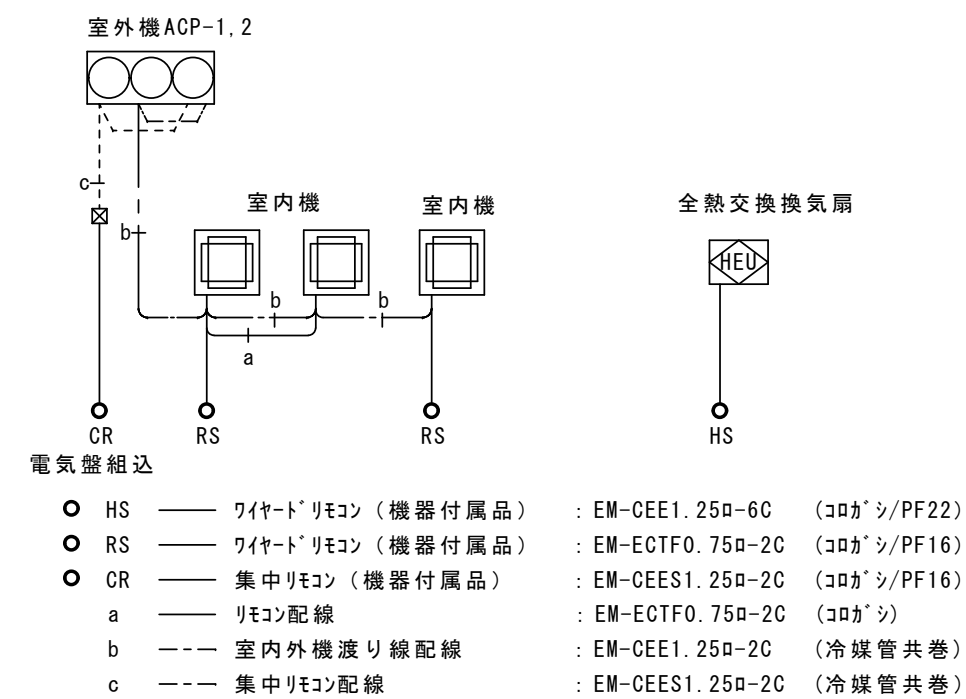 室外機ACP-1,2
c
b
室内機
室内機
全熱交換換気扇
HEU
b
b
a
CR
RS
RS
HS
電気盤組込
HS ワイヤードリモコン(機器付属品) : EM-CEE1.25ロ-6C (コロガシ/PF22)
RS ワイヤードリモコン(機器付属品) : EM-ECTF0.75ロ-2C (コロガシ/PF16)
CR 集中リモコン(機器付属品) : EM-CEES1.25ロ-2C (コロガシ/PF16)
a リモコン配線 : EM-ECTF0.75ロ-2C (コロガシ)
b 室内外機渡り線配線 : EM-CEE1.25ロ-2C (冷媒管共巻)
c 集中リモコン配線 : EM-CEES1.25ロ-2C (冷媒管共巻)